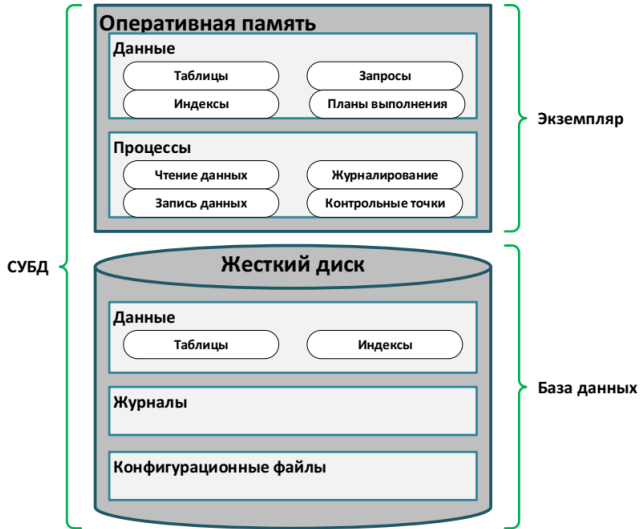 Оперативная память
Данные
Таблицы
Запросы
Индексы
Планы выполнения
Экземпляр
Процессы
Чтение данных
Журналирование
Запись данных
Контрольные точки
СУБД
Жесткий диск
Данные
Таблицы
Индексы
База данных
Журналы
Конфигурационные файлы